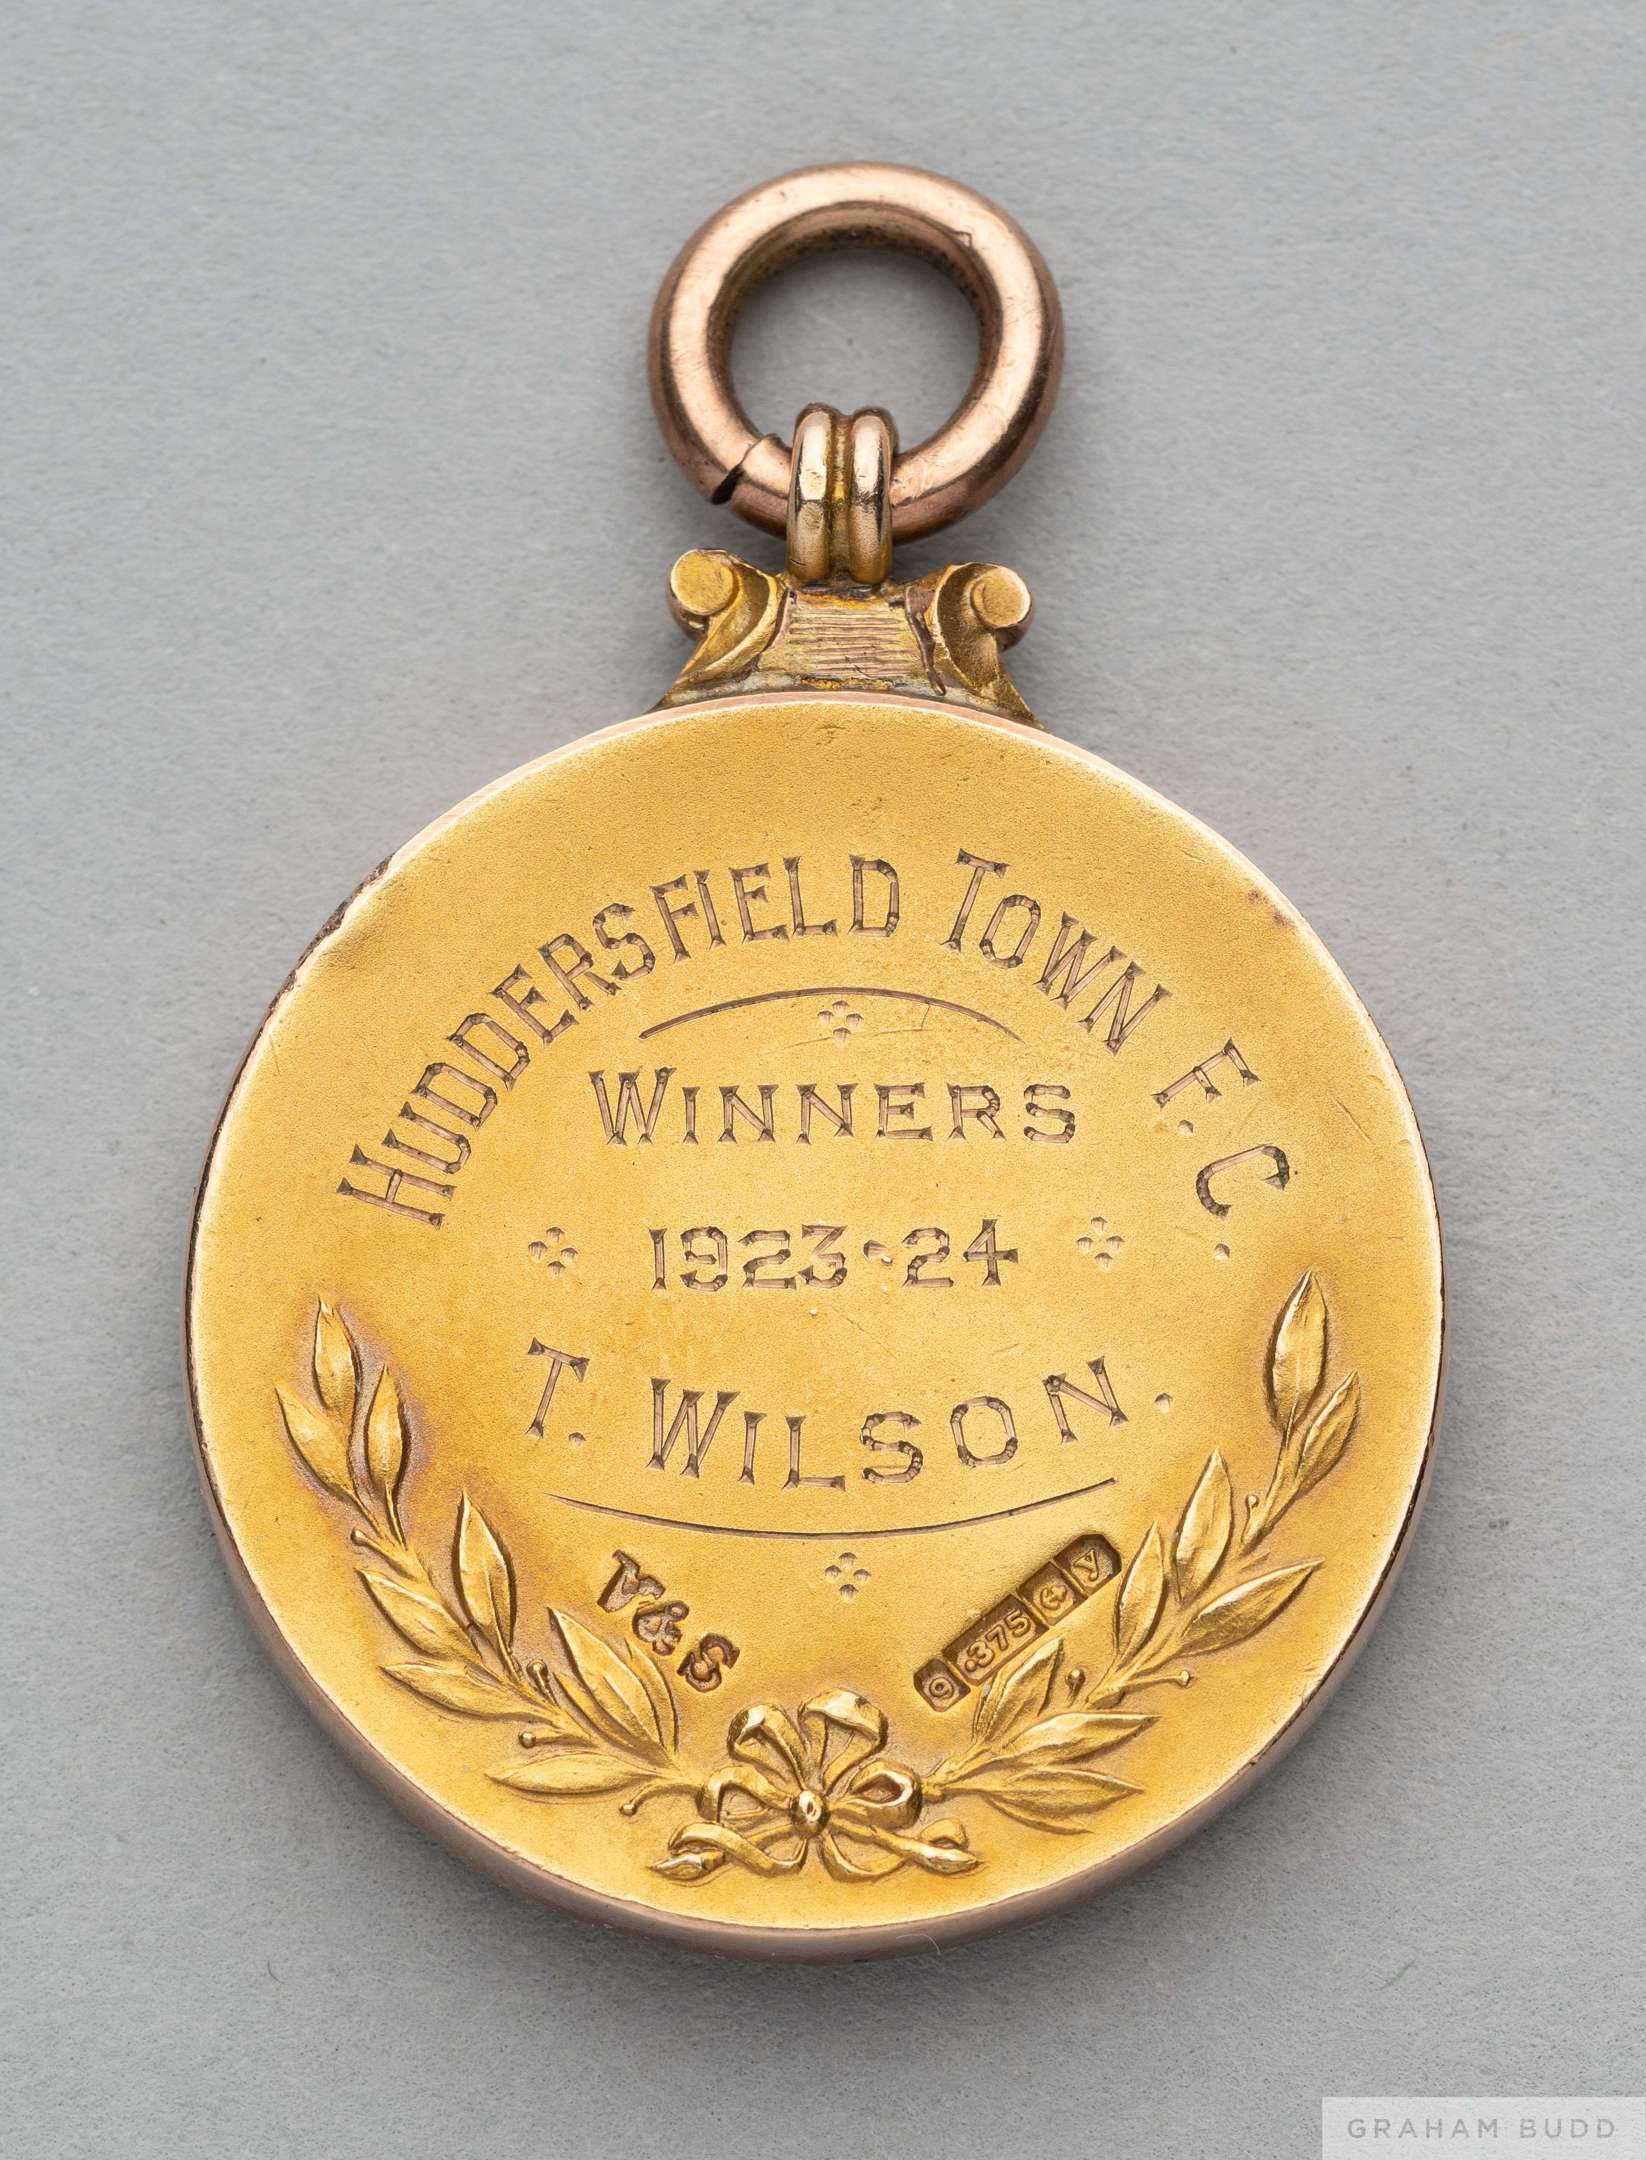 HUDDERSFIELD TOWN F.C.
WINNERS
1923·24
T. WILSON.
V&S
9 .375 y
GRAHAM BUDD